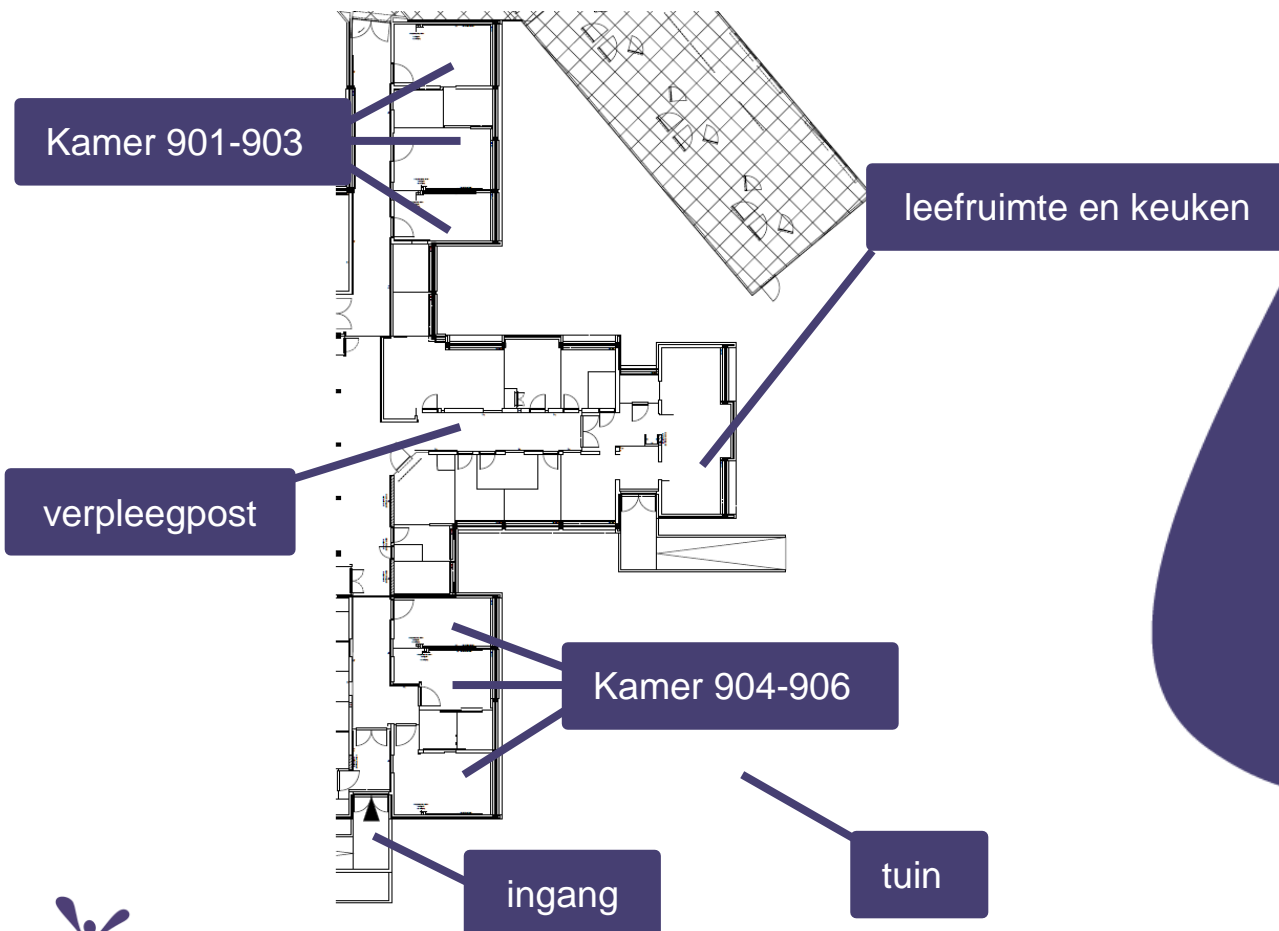 Kamer 901-903
leefruimte en keuken
verpleegpost
Kamer 904-906
tuin
ingang